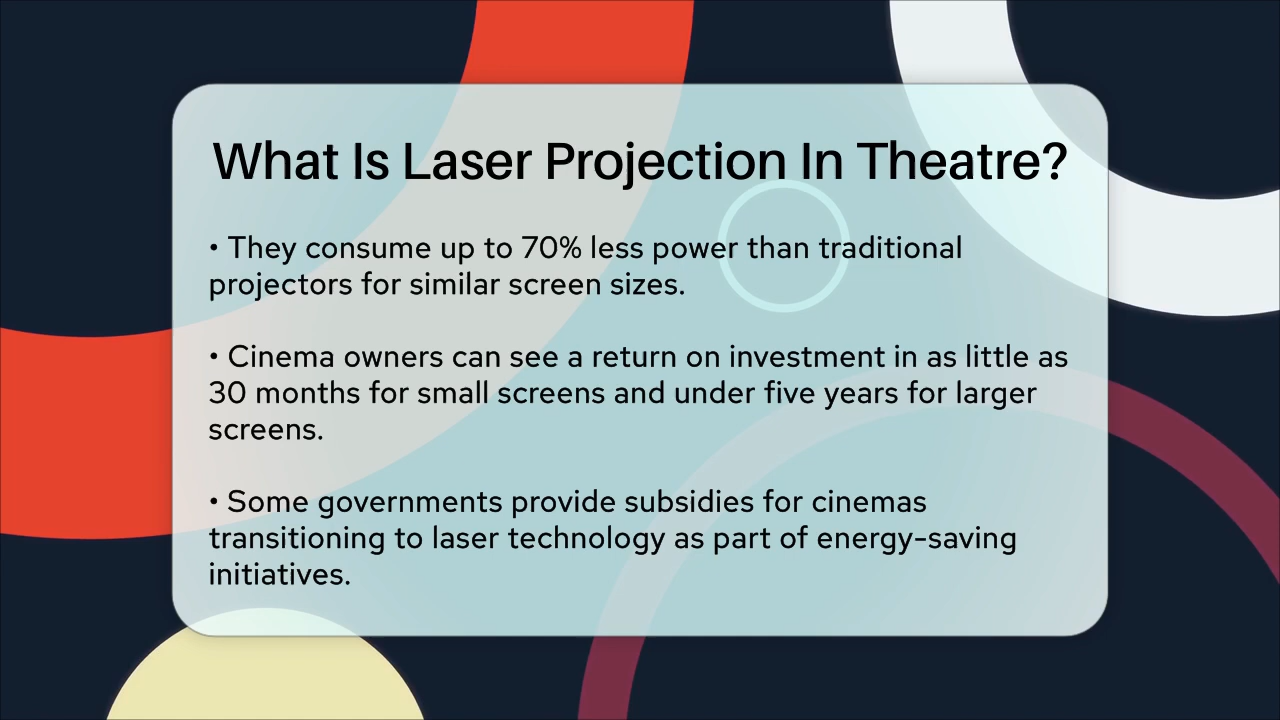 What Is Laser Projection In Theatre?
• They consume up to 70% less power than traditional
projectors for similar screen sizes.
• Cinema owners can see a return on investment in as little as
30 months for small screens and under five years for larger
screens.
• Some governments provide subsidies for cinemas
transitioning to laser technology as part of energy-saving
initiatives.